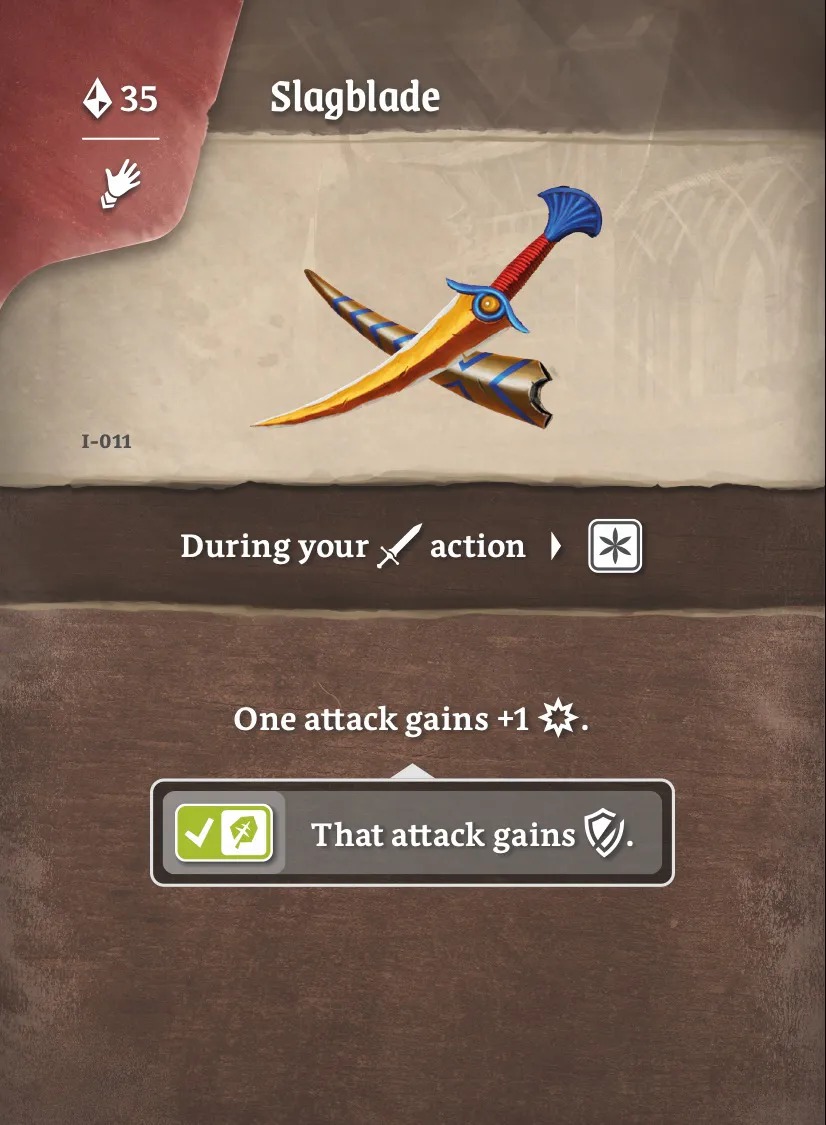 35
Slagblade
I-011
During your action
One attack gains +1 .
That attack gains .